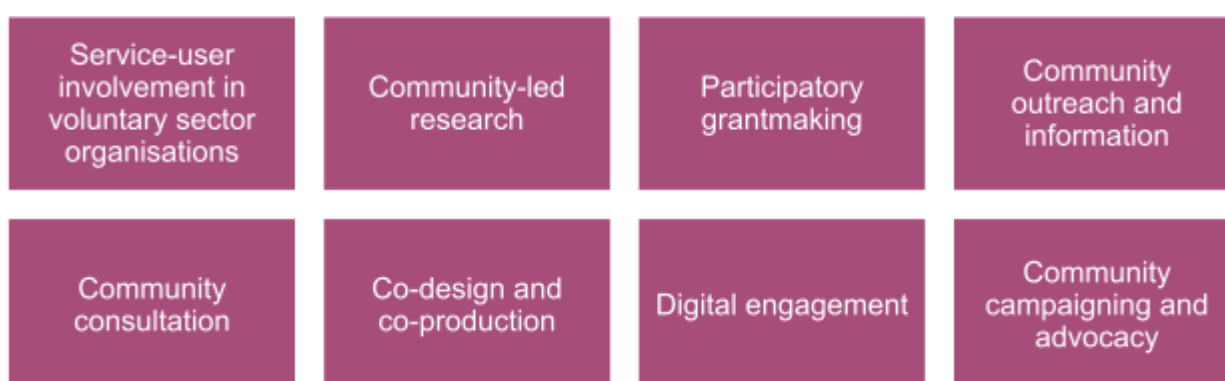 Service-user
involvement in
voluntary sector
organisations
Community-led
research
Participatory
grantmaking
Community
outreach and
information
Community
consultation
Co-design and
co-production
Digital engagement
Community
campaigning and
advocacy